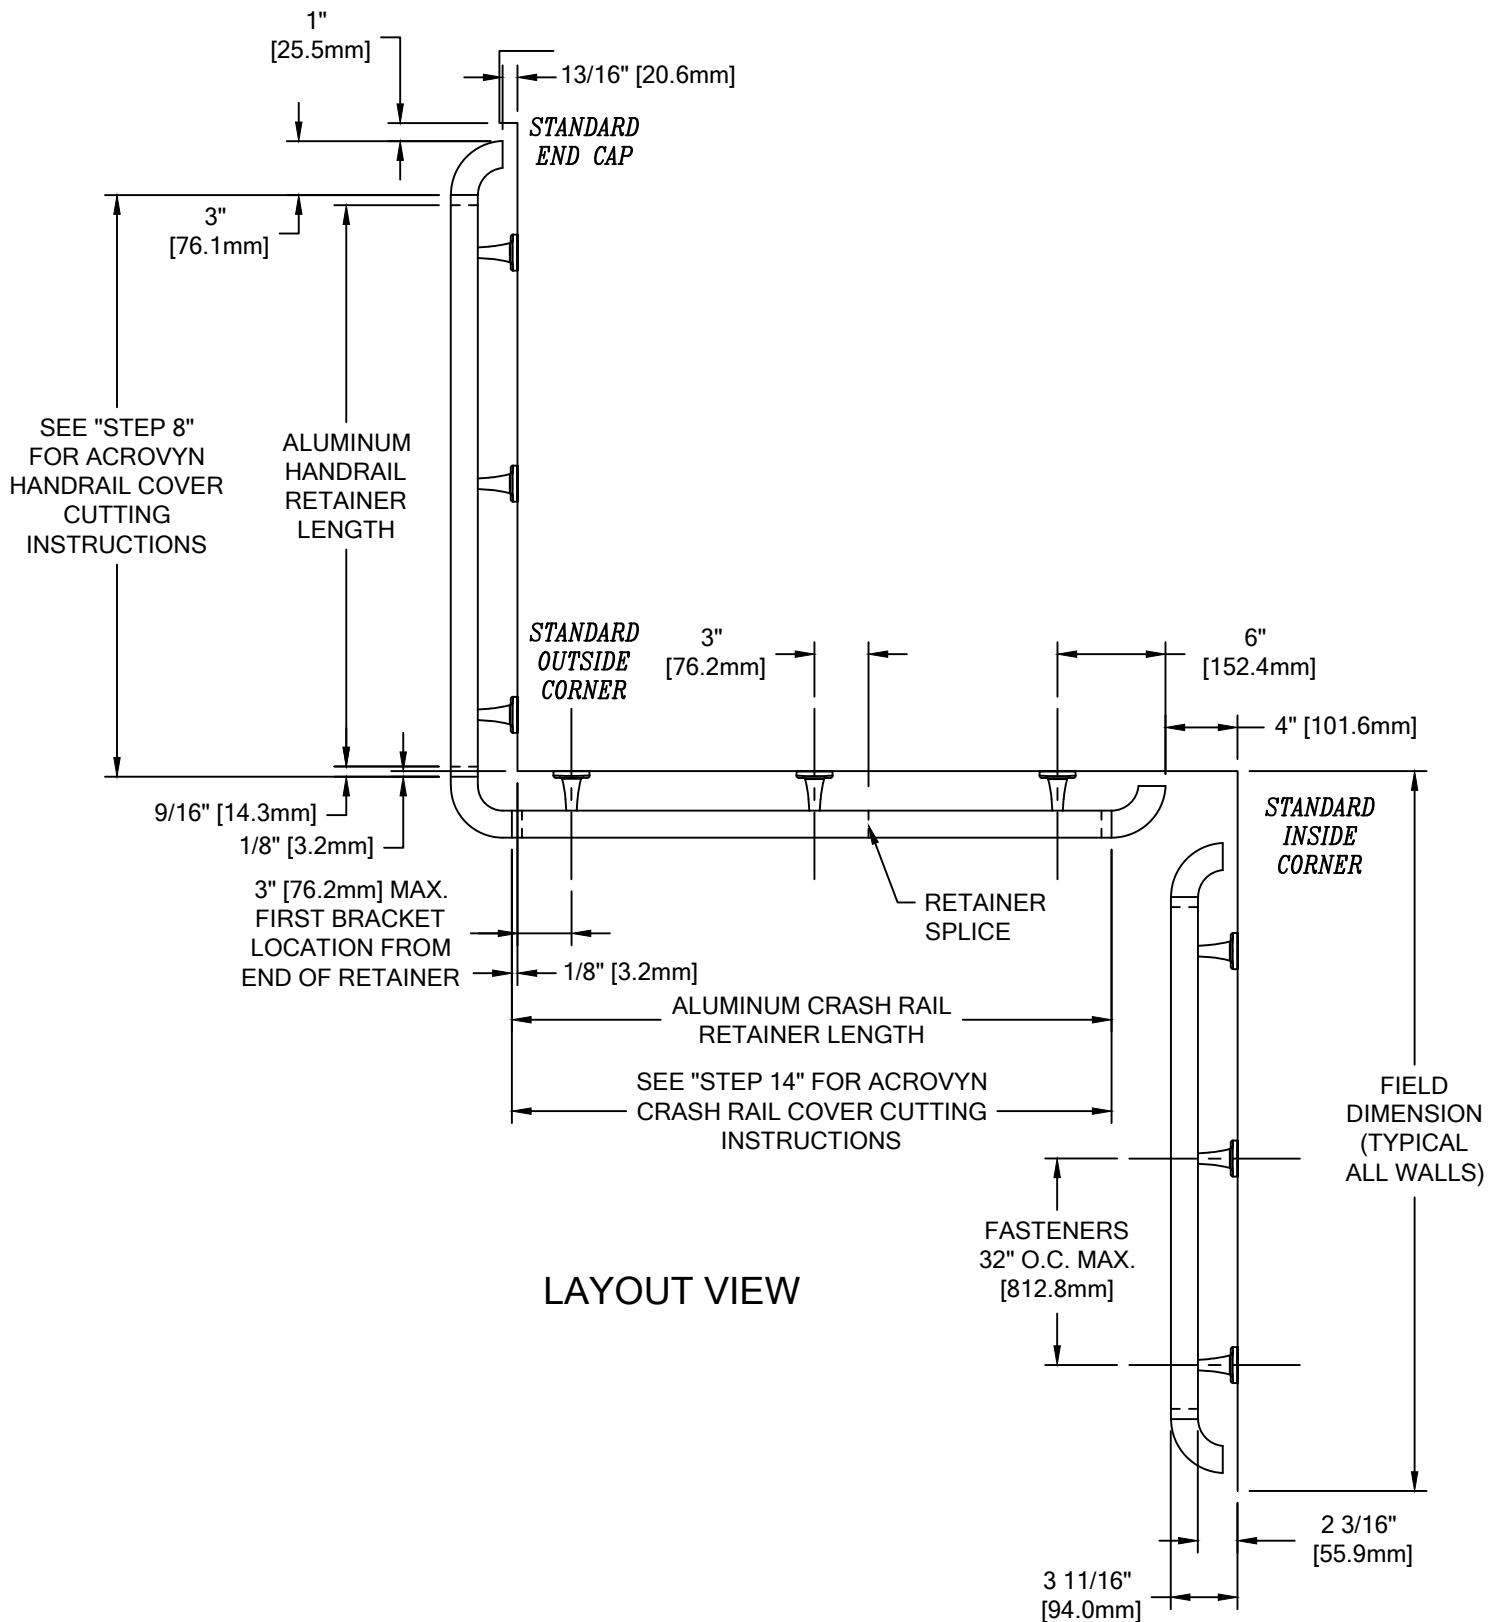 1"
[25.5mm]
13/16" [20.6mm]
STANDARD
END CAP
3"
[76.1mm]
SEE "STEP 8"
FOR ACROVYN
HANDRAIL COVER
CUTTING
INSTRUCTIONS
ALUMINUM
HANDRAIL
RETAINER
LENGTH
STANDARD
OUTSIDE
CORNER
3"
[76.2mm]
6"
[152.4mm]
4" [101.6mm]
9/16" [14.3mm]
1/8" [3.2mm]
STANDARD
INSIDE
CORNER
3" [76.2mm] MAX.
FIRST BRACKET
LOCATION FROM
END OF RETAINER
RETAINER
SPLICE
1/8" [3.2mm]
ALUMINUM CRASH RAIL
RETAINER LENGTH
SEE "STEP 14" FOR ACROVYN
CRASH RAIL COVER CUTTING
INSTRUCTIONS
FIELD
DIMENSION
(TYPICAL
ALL WALLS)
FASTENERS
32" O.C. MAX.
[812.8mm]
LAYOUT VIEW
2 3/16"
[55.9mm]
3 11/16"
[94.0mm]